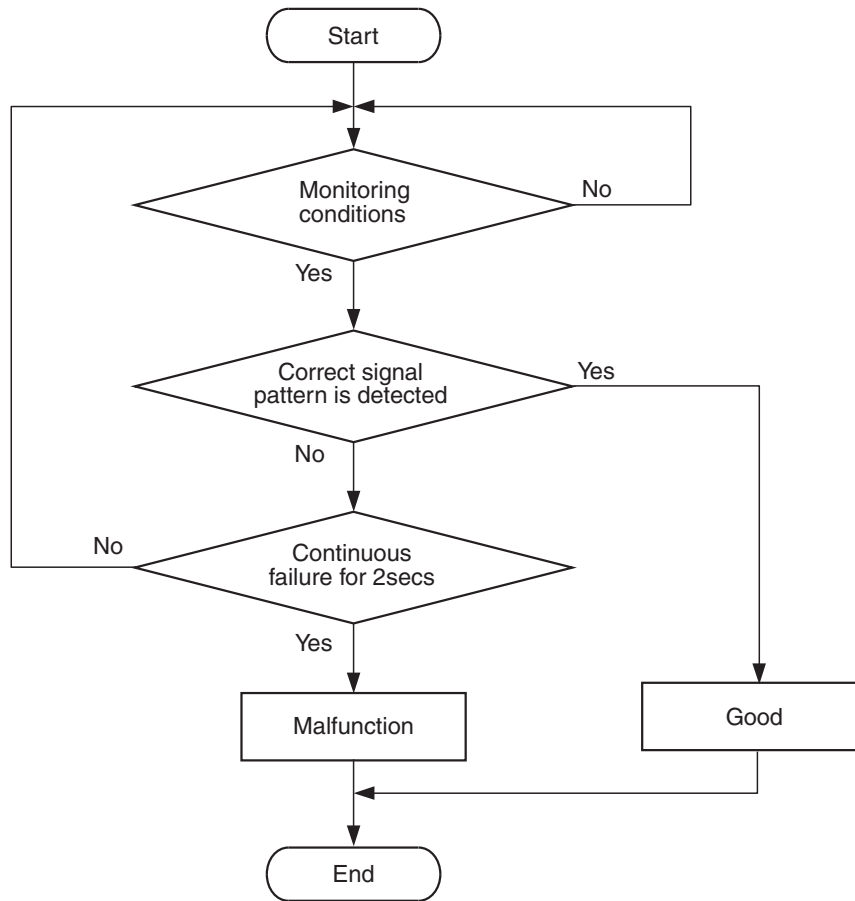 Start
Monitoring
conditions
No
Yes
Correct signal
pattern is detected
Yes
No
Continuous
failure for 2secs
No
Yes
Malfunction
Good
End